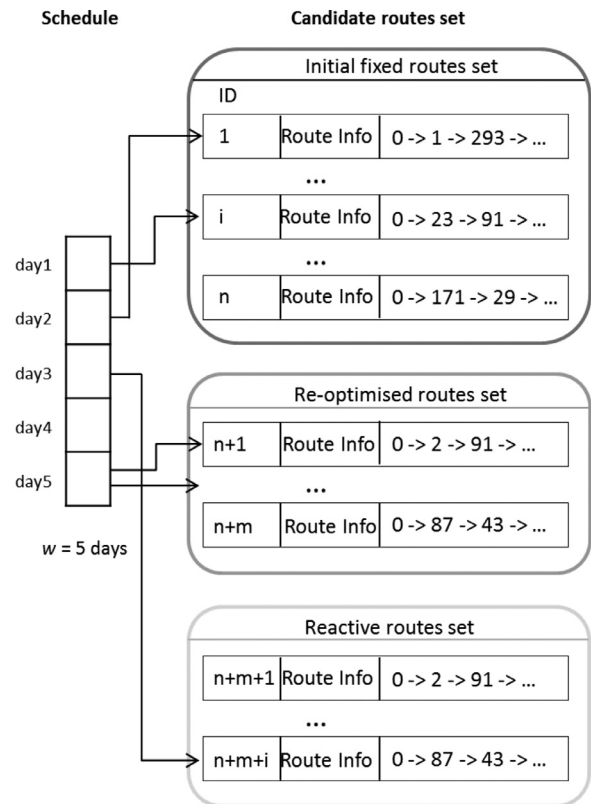 Schedule
Candidate routes set
Initial fixed routes set
ID
1 Route Info 0 -> 1 -> 293 -> ...
...
i Route Info 0 -> 23 -> 91 -> ...
...
n Route Info 0 -> 171 -> 29 -> ...
day1
day2
day3
day4
day5
w = 5 days
Re-optimised routes set
n+1 Route Info 0 -> 2 -> 91 -> ...
...
n+m Route Info 0 -> 87 -> 43 -> ...
Reactive routes set
n+m+1 Route Info 0 -> 2 -> 91 -> ...
...
n+m+i Route Info 0 -> 87 -> 43 -> ...